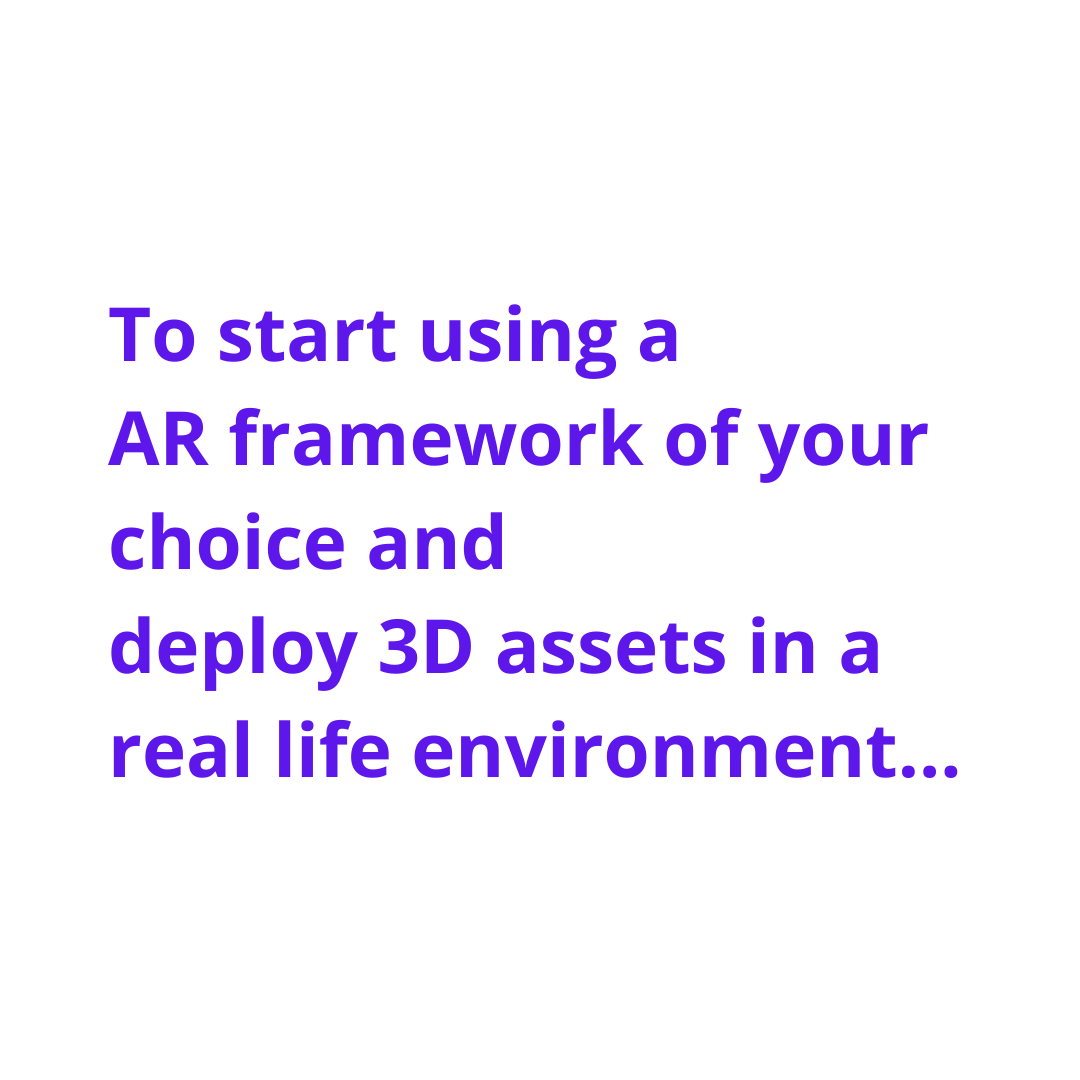 To start using a
AR framework of your
choice and
deploy 3D assets in a
real life environment...